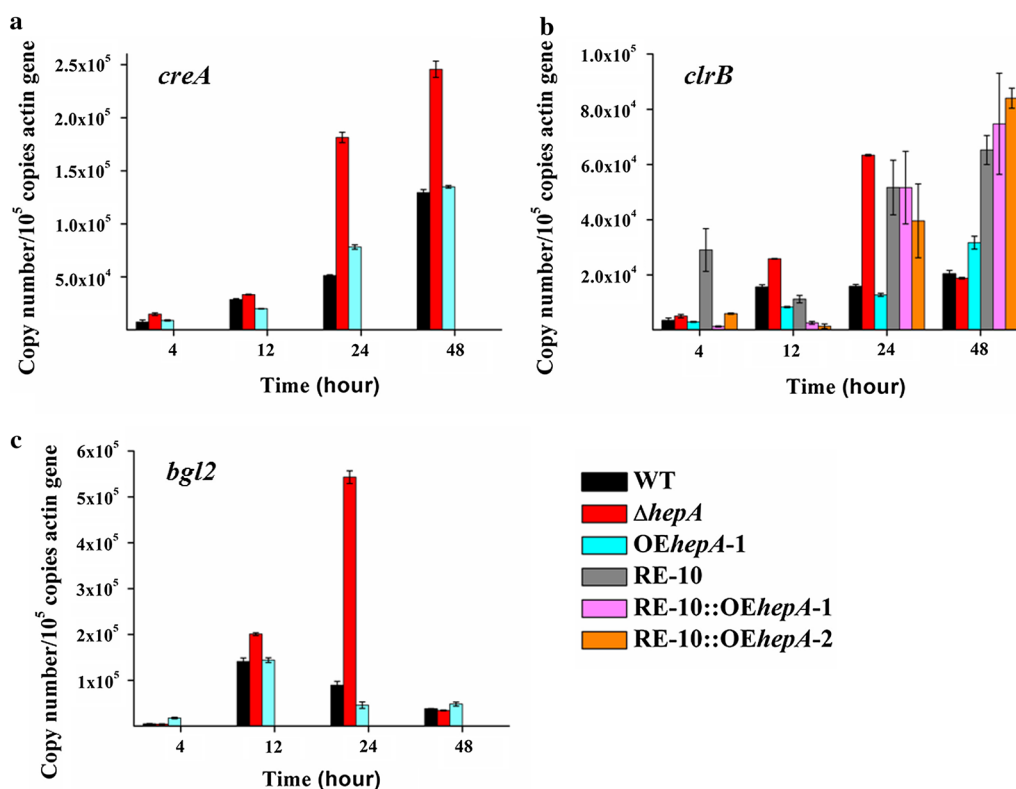 a
creA
Copy number/10⁵ copies actin gene
2.5x10⁵
2.0x10⁵
1.5x10⁵
1.0x10⁵
5.0x10⁴
4 12 24 48
Time (hour)
b
clrB
Copy number/10⁵ copies actin gene
1.0x10⁵
8.0x10⁴
6.0x10⁴
4.0x10⁴
2.0x10⁴
4 12 24 48
Time (hour)
c
bgl2
Copy number/10⁵ copies actin gene
6x10⁵
5x10⁵
4x10⁵
3x10⁵
2x10⁵
1x10⁵
4 12 24 48
Time (hour)
WT
ΔhepA
OEhepA-1
RE-10
RE-10::OEhepA-1
RE-10::OEhepA-2